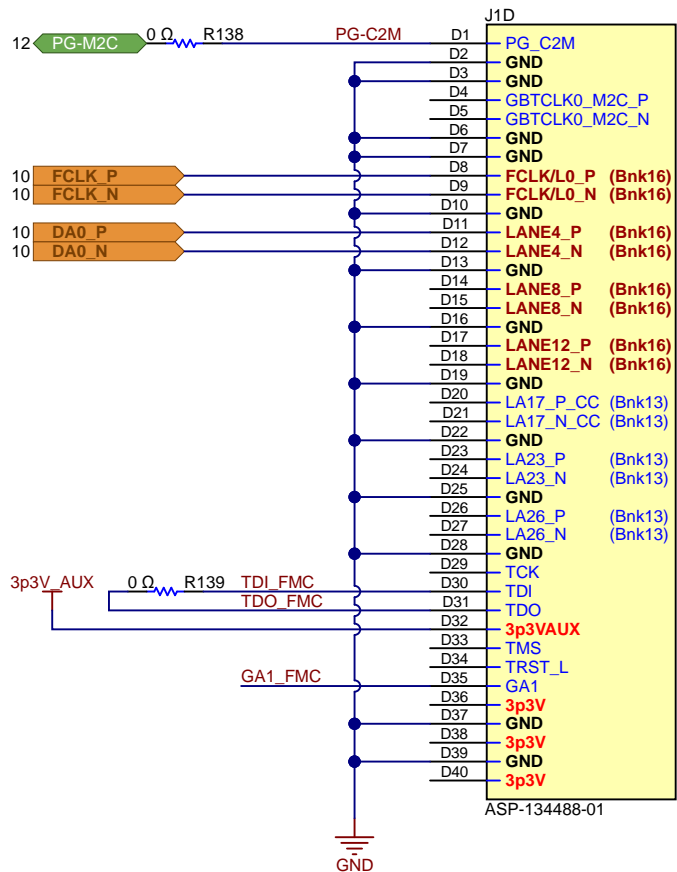 J1D
12 PG-M2C 0 Ω R138 PG-C2M D1 PG_C2M
D2 GND
D3 GND
D4 GBTCLK0_M2C_P
D5 GBTCLK0_M2C_N
D6 GND
D7 GND
10 FCLK_P D8 FCLK/L0_P (Bnk16)
10 FCLK_N D9 FCLK/L0_N (Bnk16)
D10 GND
10 DA0_P D11 LANE4_P (Bnk16)
10 DA0_N D12 LANE4_N (Bnk16)
D13 GND
D14 LANE8_P (Bnk16)
D15 LANE8_N (Bnk16)
D16 GND
D17 LANE12_P (Bnk16)
D18 LANE12_N (Bnk16)
D19 GND
D20 LA17_P_CC (Bnk13)
D21 LA17_N_CC (Bnk13)
D22 GND
D23 LA23_P (Bnk13)
D24 LA23_N (Bnk13)
D25 GND
D26 LA26_P (Bnk13)
D27 LA26_N (Bnk13)
D28 GND
D29 TCK
3p3V_AUX 0 Ω R139 TDI_FMC D30 TDI
TDO_FMC D31 TDO
D32 3p3VAUX
D33 TMS
D34 TRST_L
GA1_FMC D35 GA1
D36 3p3V
D37 GND
D38 3p3V
D39 GND
D40 3p3V
ASP-134488-01
GND